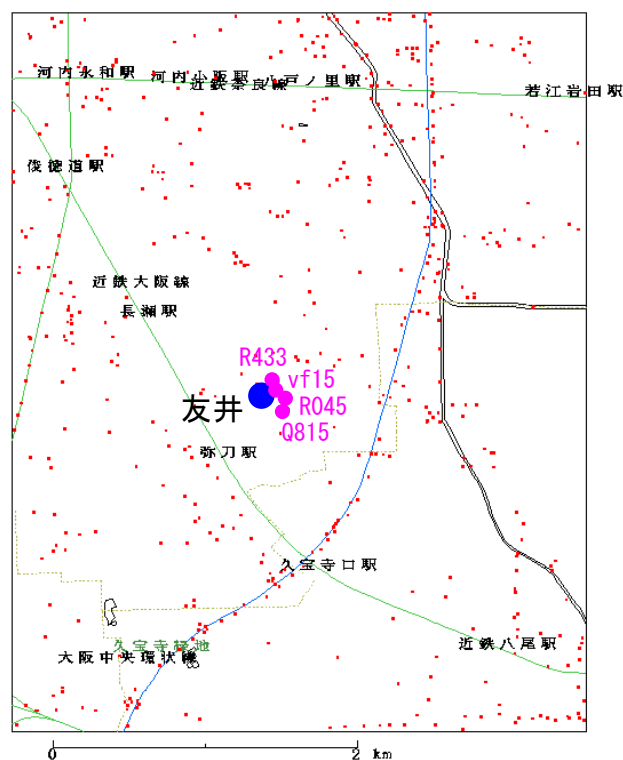 河内永和駅
河内小阪駅
八戸ノ里駅
近鉄奈良線
若江岩田駅
俊徳道駅
近鉄大阪線
長瀬駅
R433
vf15
友井
R045
Q815
弥刀駅
久宝寺口駅
久宝寺緑地
大阪中央環状線
近鉄八尾駅
0 2 km